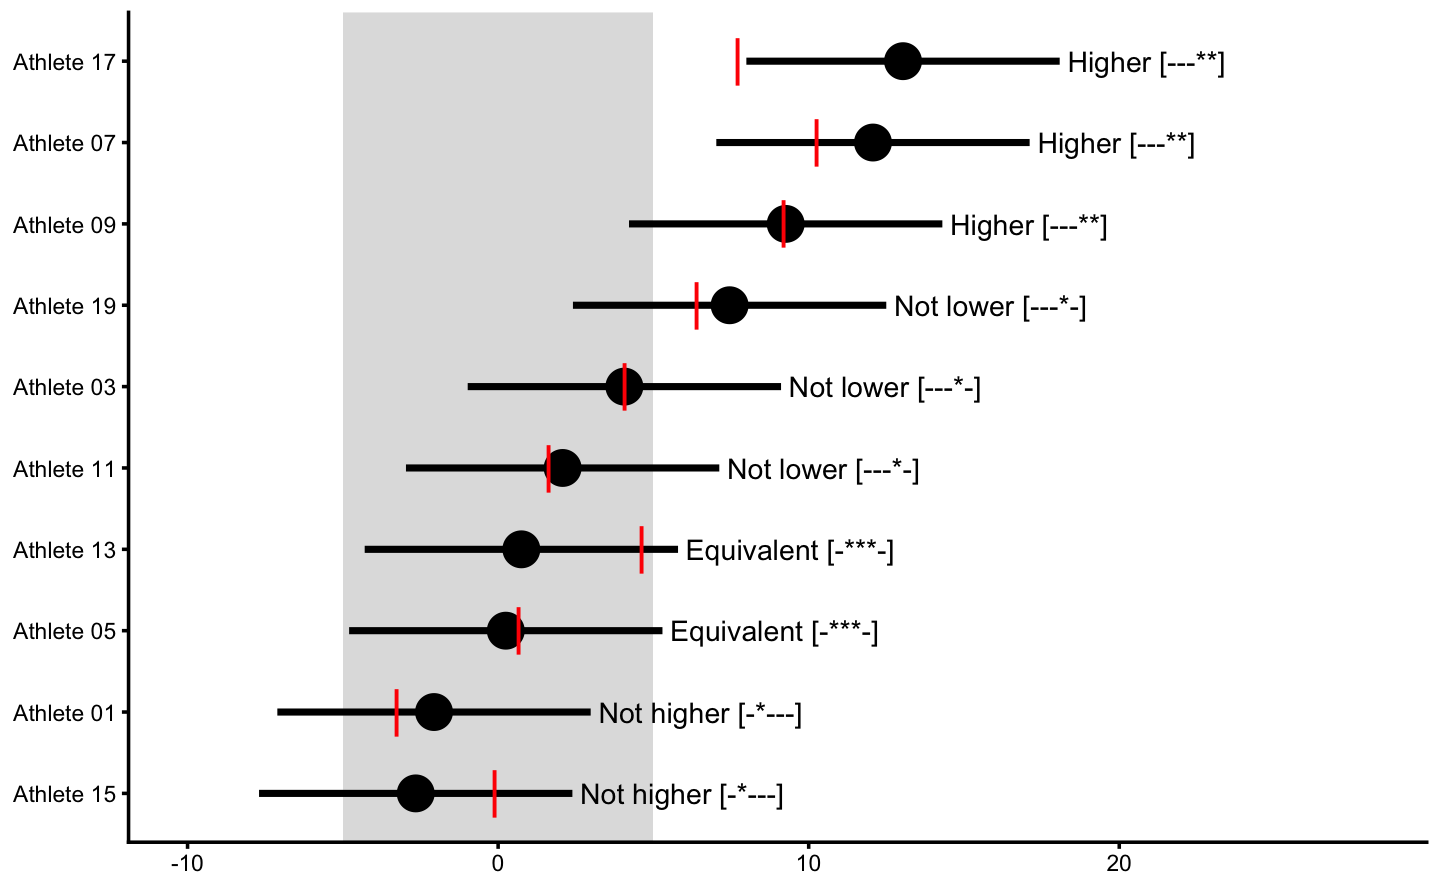 Athlete 17 Higher [---**]
Athlete 07 Higher [---**]
Athlete 09 Higher [---**]
Athlete 19 Not lower [---*-]
Athlete 03 Not lower [---*-]
Athlete 11 Not lower [---*-]
Athlete 13 Equivalent [-***-]
Athlete 05 Equivalent [-***-]
Athlete 01 Not higher [-*---]
Athlete 15 Not higher [-*---]
-10 0 10 20